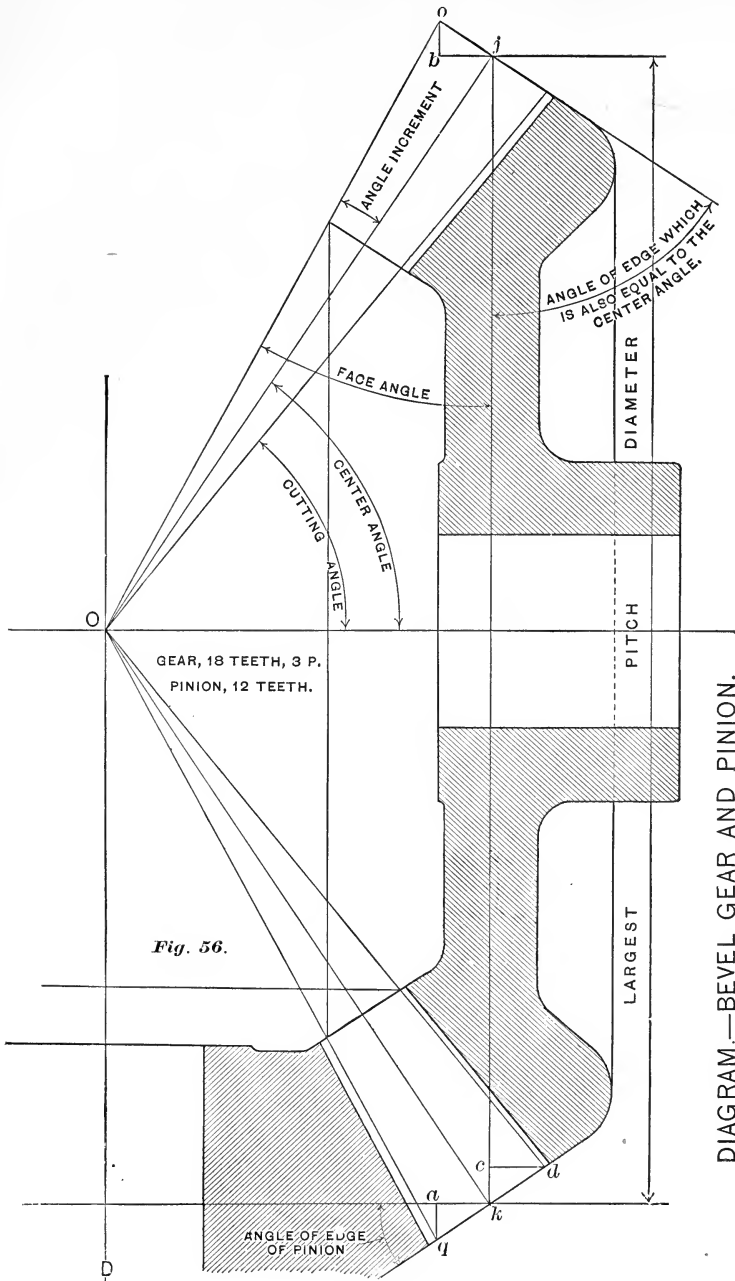 o
b
j
ANGLE INCREMENT
ANGLE OF EDGE WHICH
IS ALSO EQUAL TO THE
CENTER ANGLE.
DIAMETER
FACE ANGLE
CENTER ANGLE
CUTTING
ANGLE
O
GEAR, 18 TEETH, 3 P.
PINION, 12 TEETH.
PITCH
Fig. 56.
LARGEST
DIAGRAM.—BEVEL GEAR AND PINION.
c
d
a
k
q
ANGLE OF EDGE
OF PINION
D